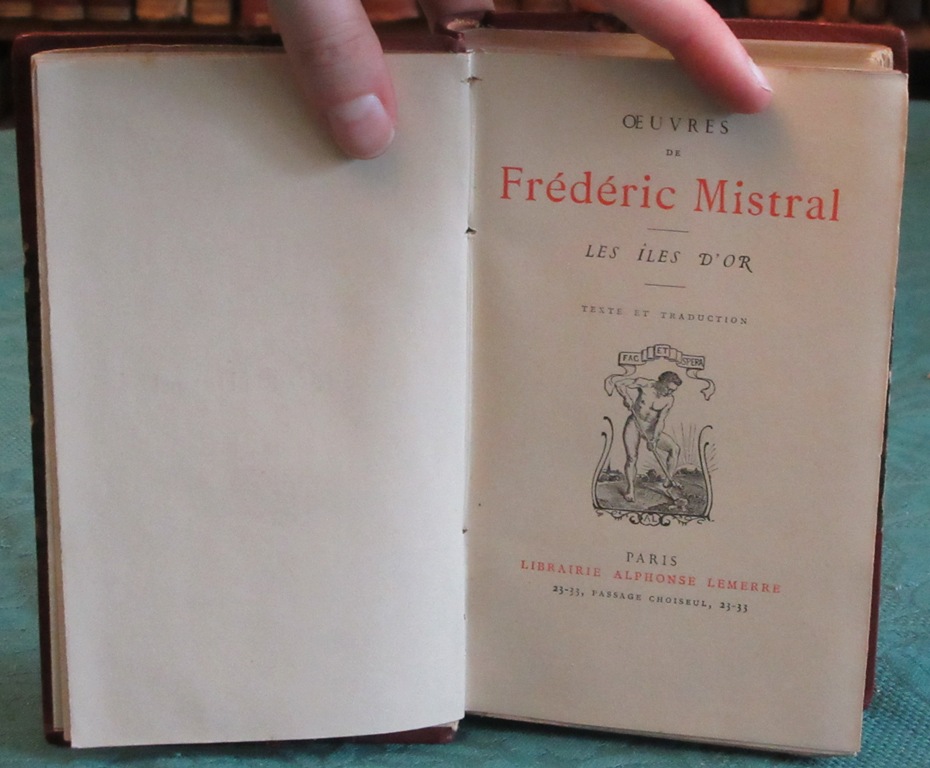 ŒUVRES
DE
Frédéric Mistral
LES ÎLES D'OR
TEXTE ET TRADUCTION
FAC ET SPERA
AL
PARIS
LIBRAIRIE ALPHONSE LEMERRE
23-33, PASSAGE CHOISEUL, 23-33